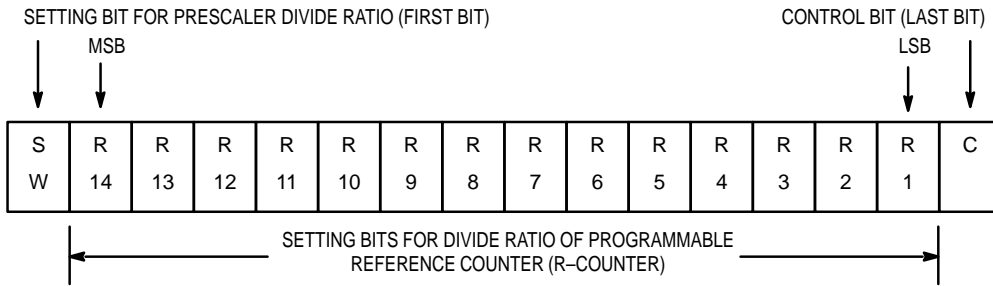 SETTING BIT FOR PRESCALER DIVIDE RATIO (FIRST BIT) CONTROL BIT (LAST BIT)
MSB LSB
S R R R R R R R R R R R R R R C
W 14 13 12 11 10 9 8 7 6 5 4 3 2 1
SETTING BITS FOR DIVIDE RATIO OF PROGRAMMABLE
REFERENCE COUNTER (R–COUNTER)